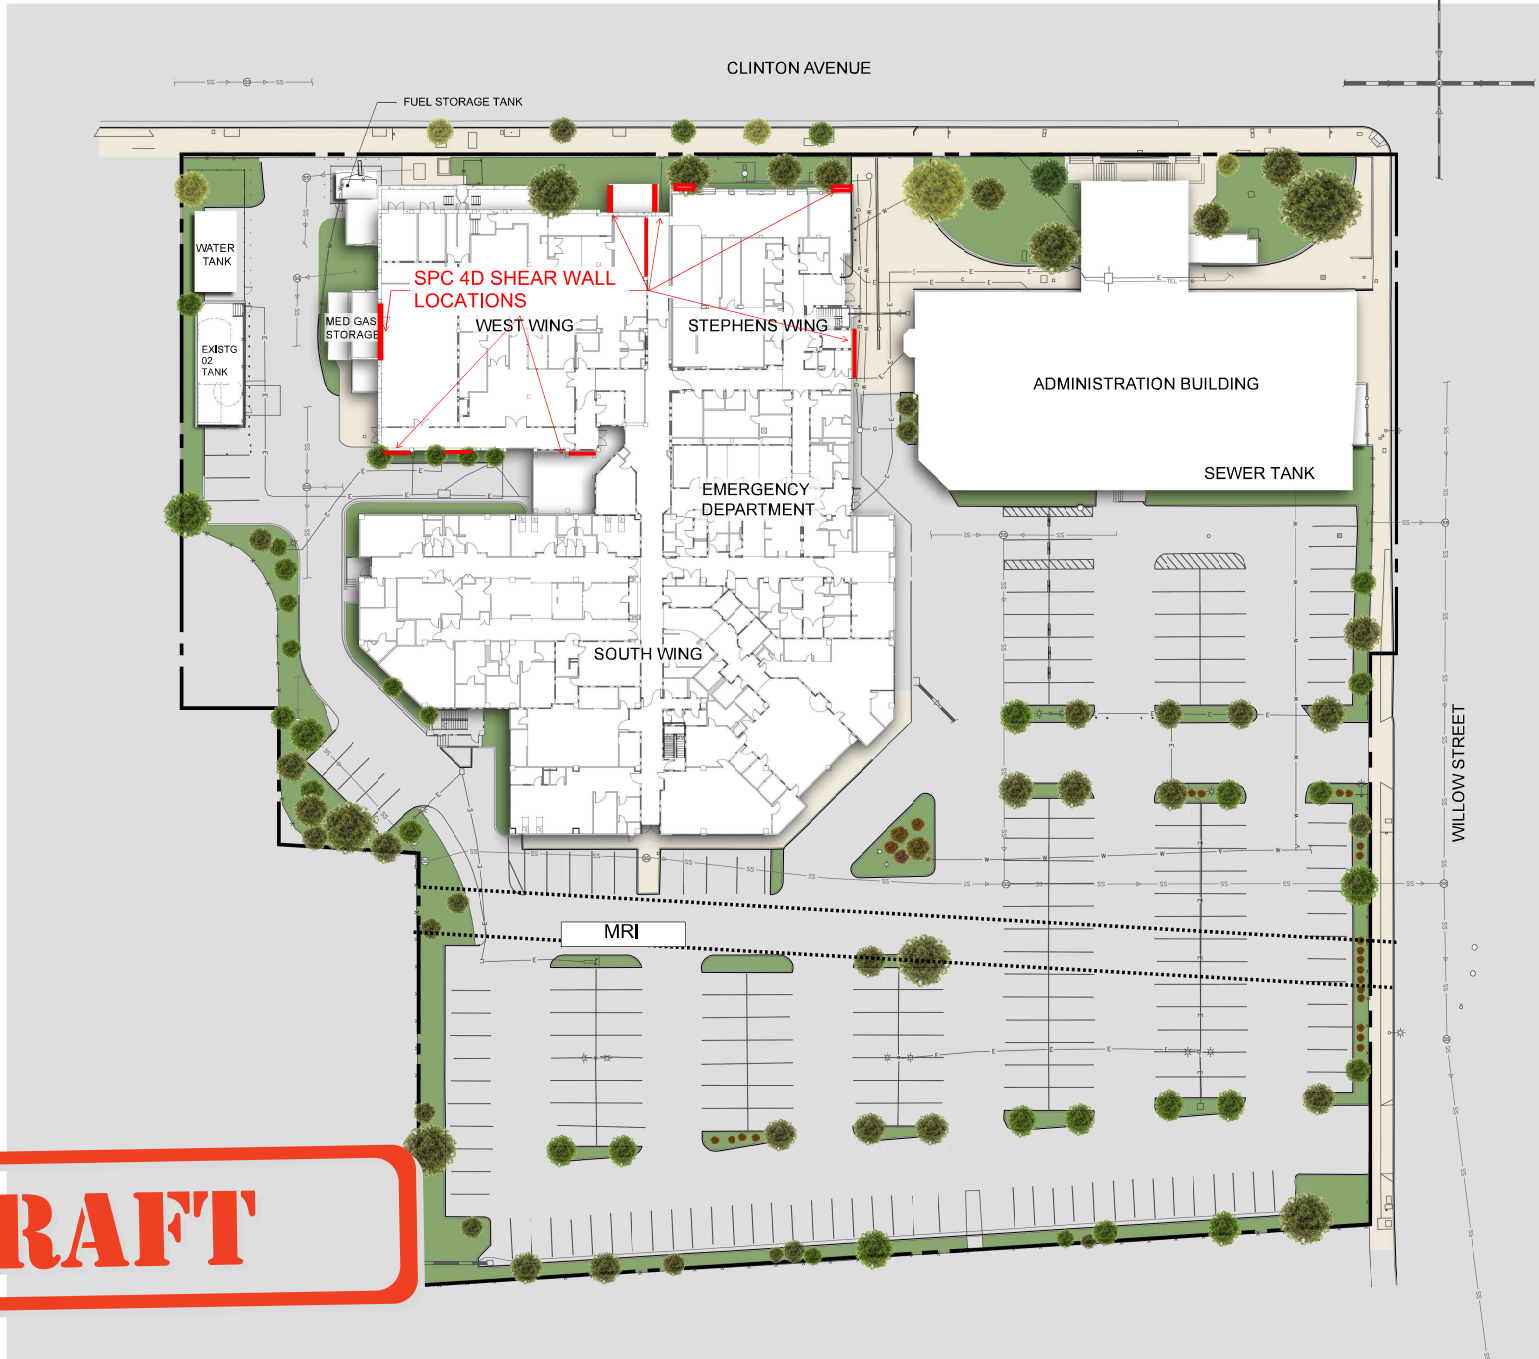 CLINTON AVENUE
FUEL STORAGE TANK
WATER
TANK
SPC 4D SHEAR WALL
LOCATIONS
MED GAS
STORAGE
WEST WING
STEPHENS WING
EXISTG
02
TANK
ADMINISTRATION BUILDING
SEWER TANK
EMERGENCY
DEPARTMENT
SOUTH WING
WILLOW STREET
MRI
RAFT